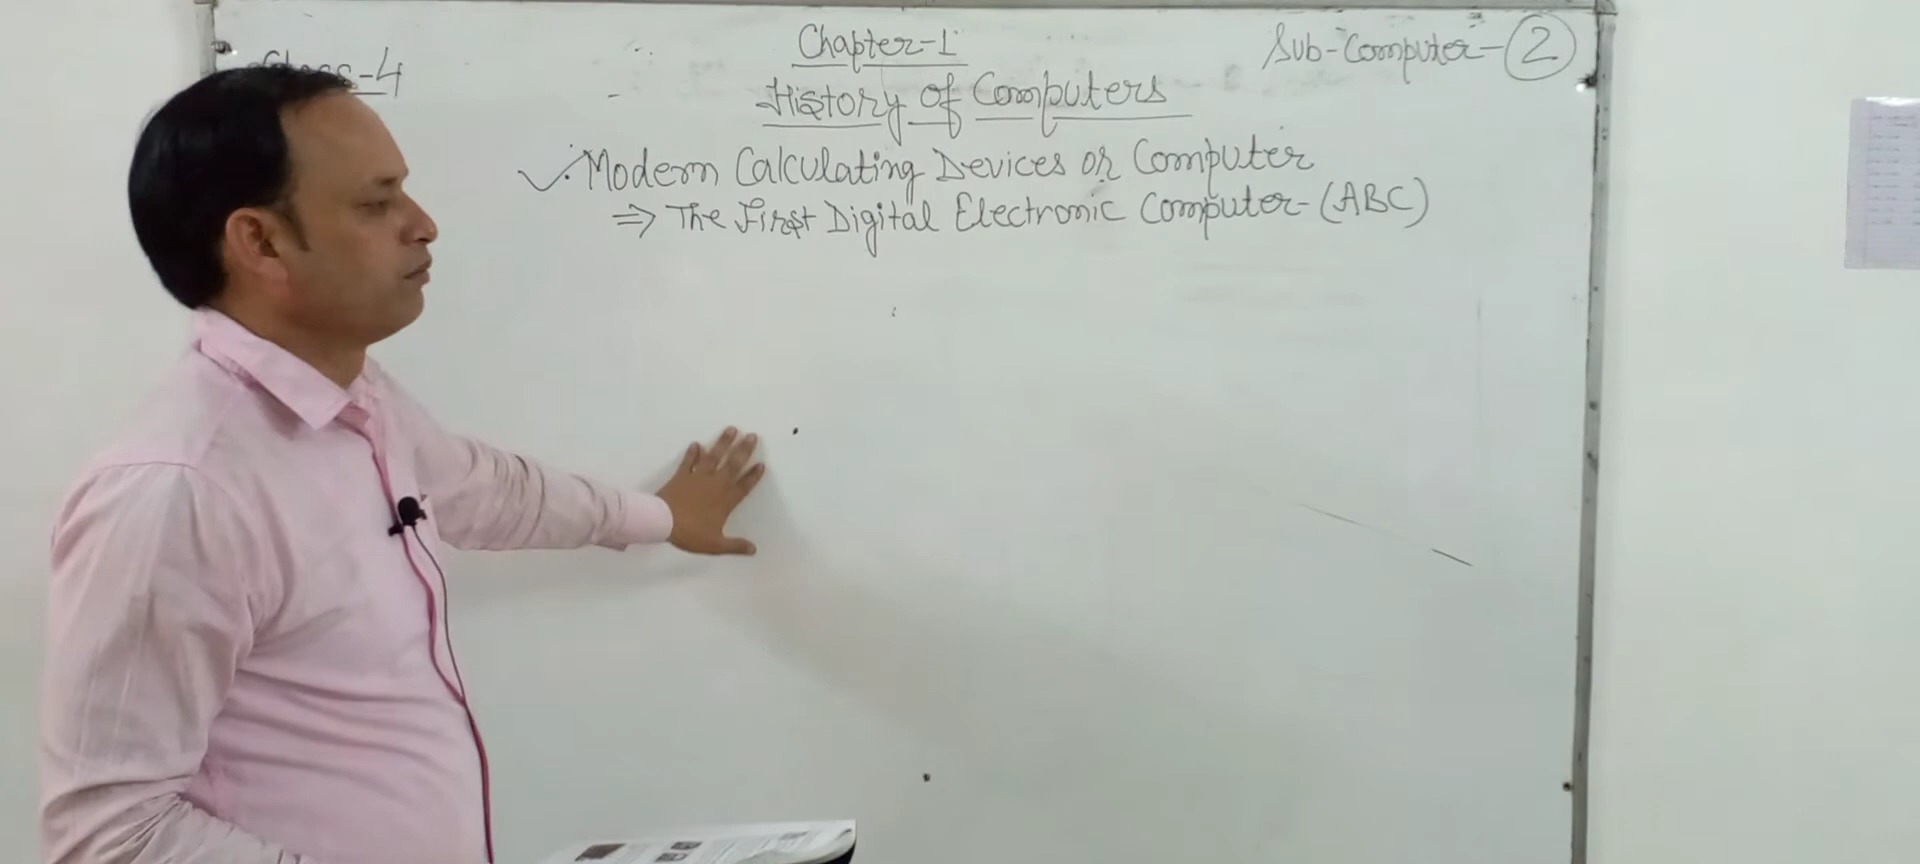 Class-4
Chapter-1
Sub-Computer-2
History of Computers
Modern Calculating Devices or Computer
⇒ The First Digital Electronic Computer-(ABC)